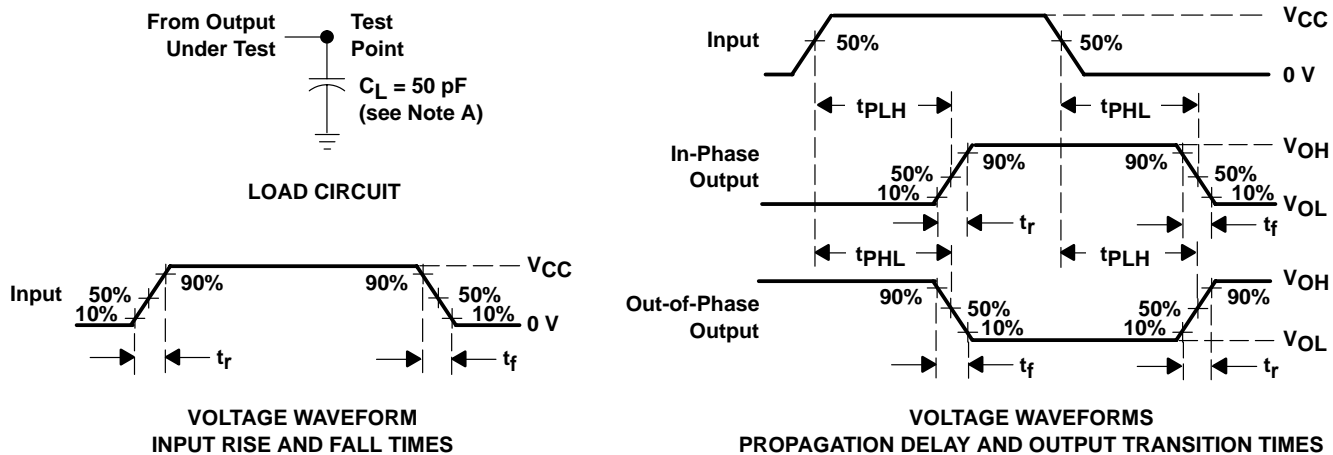 From Output
Under Test
Test
Point
CL = 50 pF
(see Note A)
LOAD CIRCUIT
Input
50%
10%
90%
90%
50%
10%
VCC
0 V
tr
tf
VOLTAGE WAVEFORM
INPUT RISE AND FALL TIMES
Input
50%
50%
VCC
0 V
tPLH
tPHL
In-Phase
Output
50%
10%
90%
90%
50%
10%
VOH
VOL
tr
tf
tPHL
tPLH
Out-of-Phase
Output
90%
50%
10%
50%
10%
90%
VOH
VOL
tf
tr
VOLTAGE WAVEFORMS
PROPAGATION DELAY AND OUTPUT TRANSITION TIMES